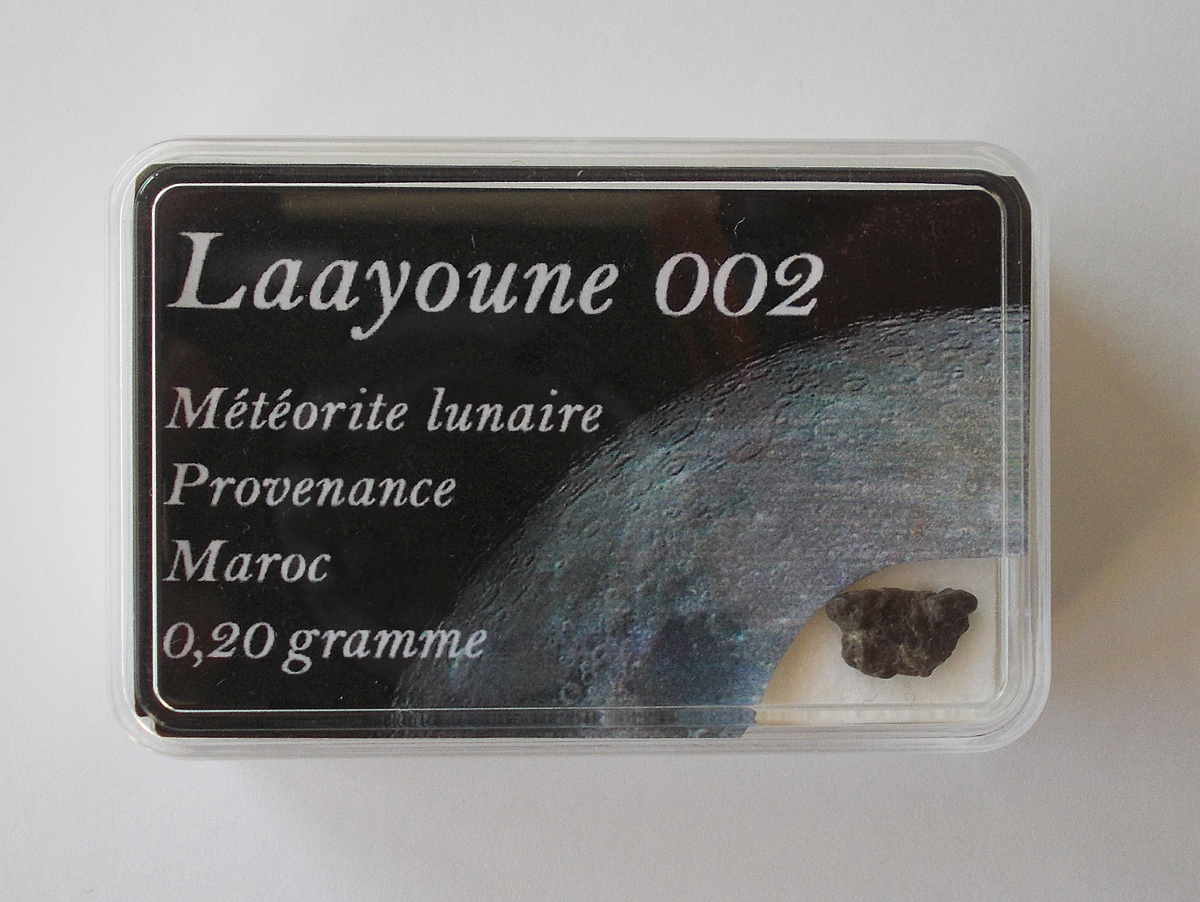 Laayoune 002
Météorite lunaire
Provenance
Maroc
0,20 gramme